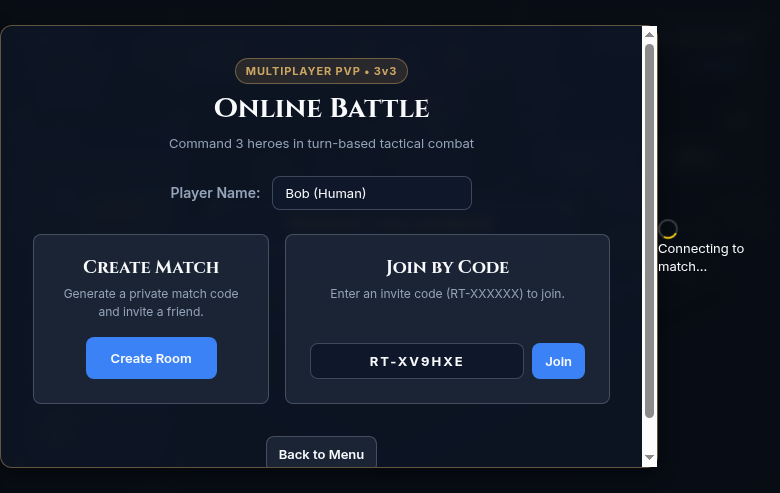 MULTIPLAYER PVP • 3v3
Online Battle
Command 3 heroes in turn-based tactical combat
Player Name: Bob (Human)
Create Match
Generate a private match code
and invite a friend.
Create Room
Join by Code
Enter an invite code (RT-XXXXXX) to join.
RT-XV9HXE
Join
Back to Menu
Connecting to
match...